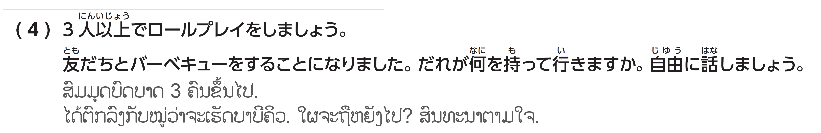 (4) 3人以上でロールプレイをしましょう。
友だちとバーベキューをすることになりました。だれが何を持って行きますか。自由に話しましょう。
ສົມມຸດບົດບາດ 3 ຄົນຂຶ້ນໄປ.
ໄດ້ຕົກລົງກັບໝູ່ວ່າຈະເຮັດບາບີຄິວ. ໃຜຈະຖືຫຍັງໄປ? ສົນທະນາຕາມໃຈ.